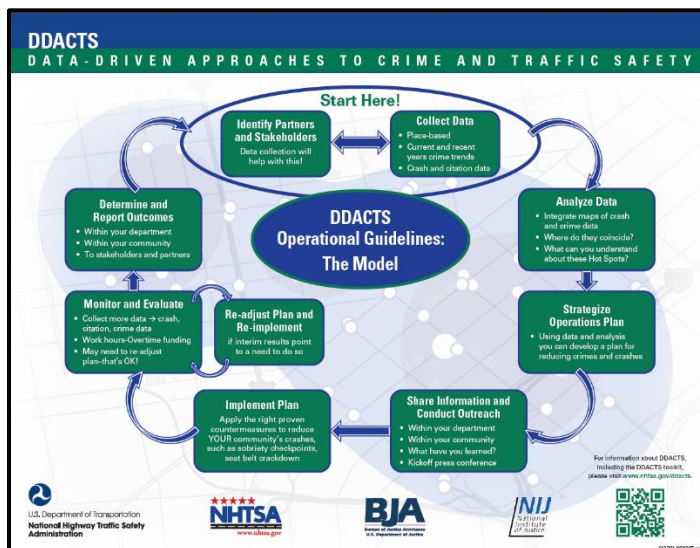 DDACTS
DATA-DRIVEN APPROACHES TO CRIME AND TRAFFIC SAFETY
Start Here!
Identify Partners
and Stakeholders
Data collection will
help with this!
Collect Data
• Place-based
• Current and recent
years crime trends
• Crash and citation data
Analyze Data
• Integrate maps of crash
and crime data
• Where do they coincide?
• What can you understand
about these Hot Spots?
Strategize
Operations Plan
• Using data and analysis
you can develop a plan for
reducing crimes and crashes
Share Information and
Conduct Outreach
• Within your department
• Within your community
• What have you learned?
• Kickoff press conference
Implement Plan
Apply the right proven
countermeasures to reduce
YOUR community's crashes,
such as sobriety checkpoints,
seat belt crackdown
Monitor and Evaluate
• Collect more data → crash,
citation, crime data
• Work hours-Overtime funding
• May need to re-adjust
plan–that's OK!
Re-adjust Plan and
Re-implement
if interim results point
to a need to do so
Determine and
Report Outcomes
• Within your department
• Within your community
• To stakeholders and partners
DDACTS
Operational Guidelines:
The Model
For information about DDACTS,
including the DDACTS toolkit,
please visit www.nhtsa.gov/ddacts.
U.S. Department of Transportation
National Highway Traffic Safety
Administration
NHTSA
www.nhtsa.gov
BJA
Bureau of Justice Assistance
U.S. Department of Justice
NIJ
National
Institute
of Justice